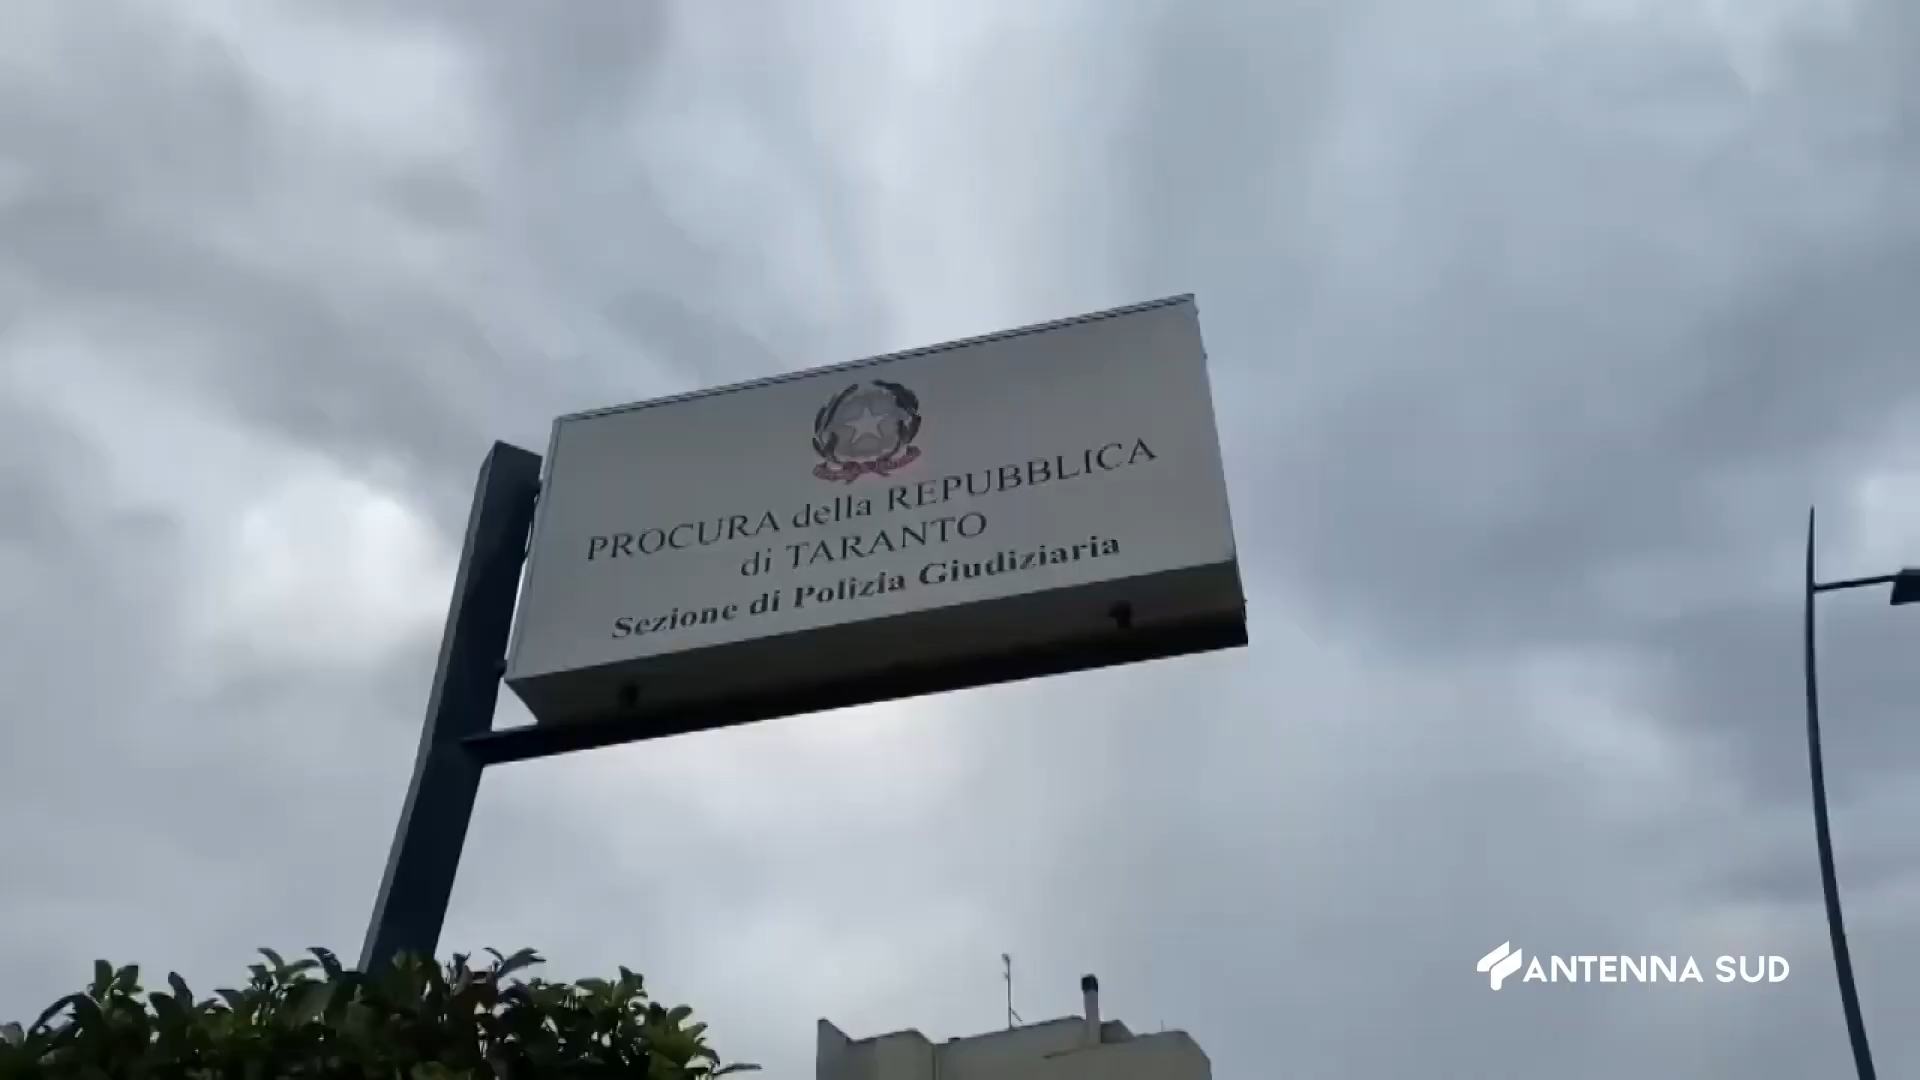 PROCURA della REPUBBLICA
di TARANTO
Sezione di Polizia Giudiziaria
ANTENNA SUD